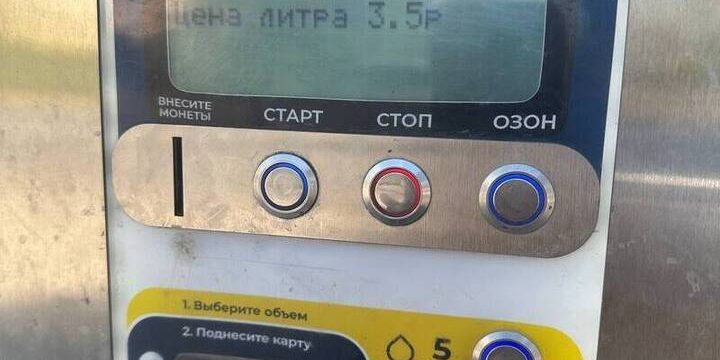 Цена литра 3.5р
ВНЕСИТЕ
МОНЕТЫ
СТАРТ
СТОП
ОЗОН
1. Выберите объем
2. Поднесите карту
5